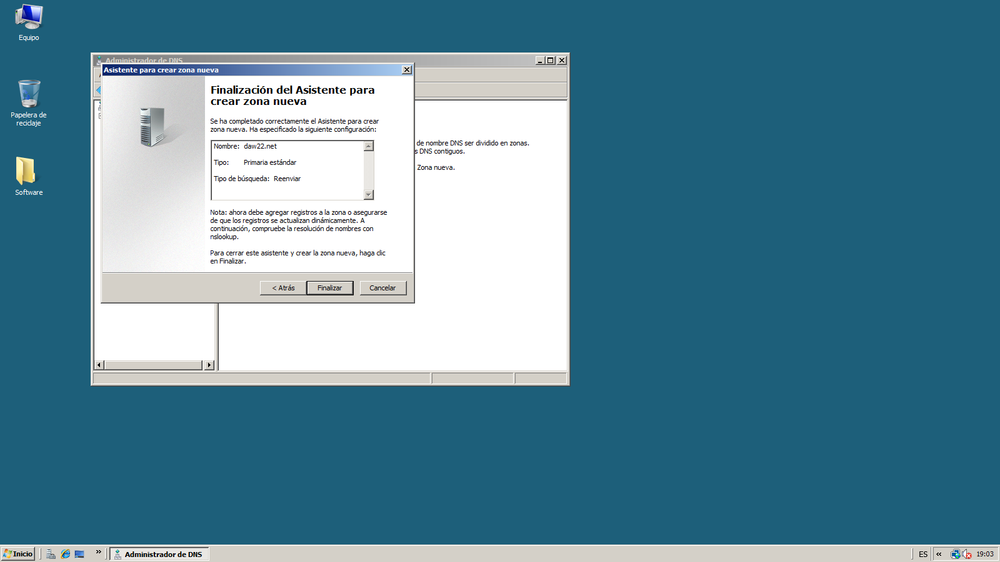 Equipo
Papelera de
reciclaje
Software
Administrador de DNS
Asistente para crear zona nueva
Finalización del Asistente para
crear zona nueva
Se ha completado correctamente el Asistente para crear
zona nueva. Ha especificado la siguiente configuración:
Nombre: daw22.net
Tipo: Primaria estándar
Tipo de búsqueda: Reenviar
Nota: ahora debe agregar registros a la zona o asegurarse
de que los registros se actualizan dinámicamente. A
continuación, compruebe la resolución de nombres con
nslookup.
Para cerrar este asistente y crear la zona nueva, haga clic
en Finalizar.
< Atrás
Finalizar
Cancelar
de nombre DNS ser dividido en zonas.
s DNS contiguos.
Zona nueva.
Inicio
»
Administrador de DNS
ES
«
19:03